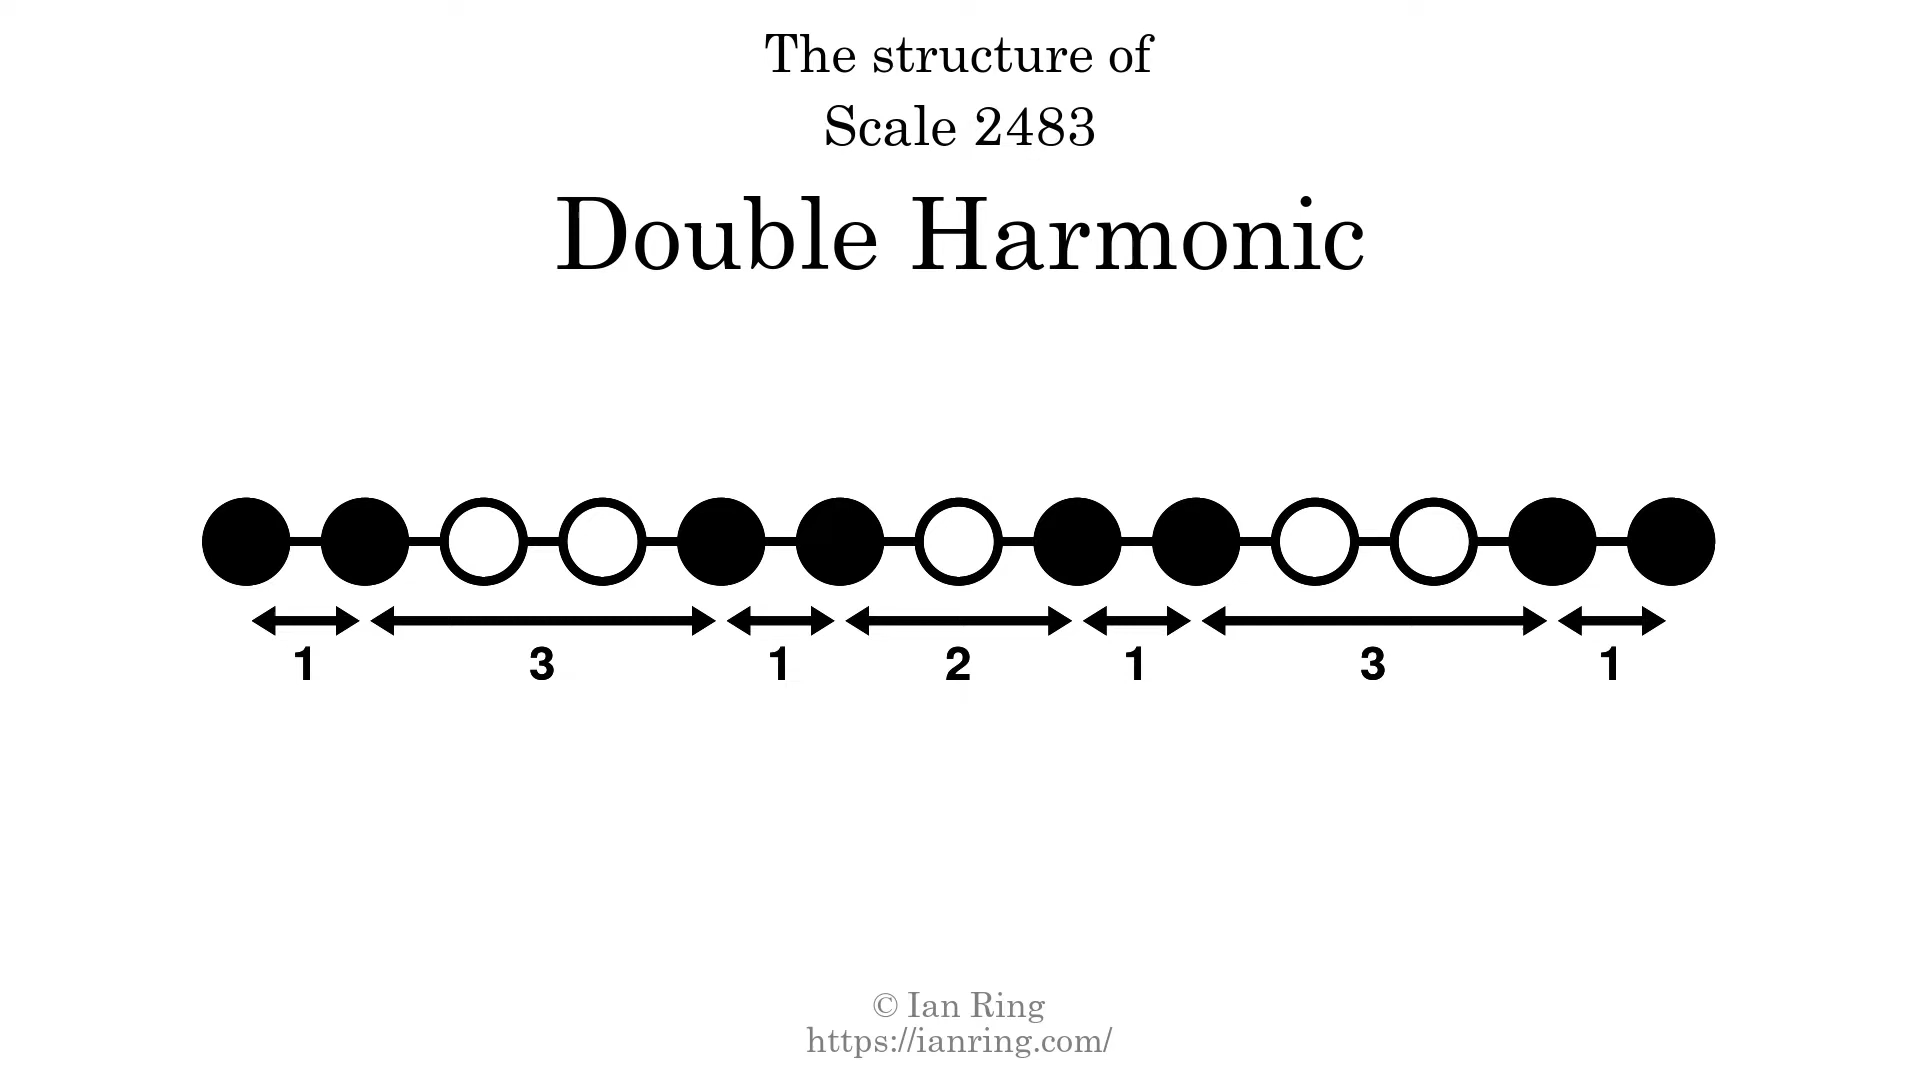 The structure of
Scale 2483
Double Harmonic
1 3 1 2 1 3 1
© Ian Ring
https://ianring.com/